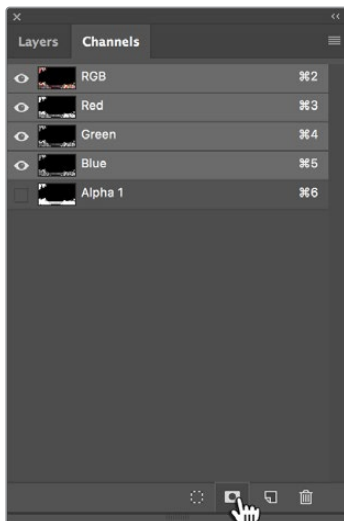 Layers Channels
RGB ⌘2
Red ⌘3
Green ⌘4
Blue ⌘5
Alpha 1 ⌘6